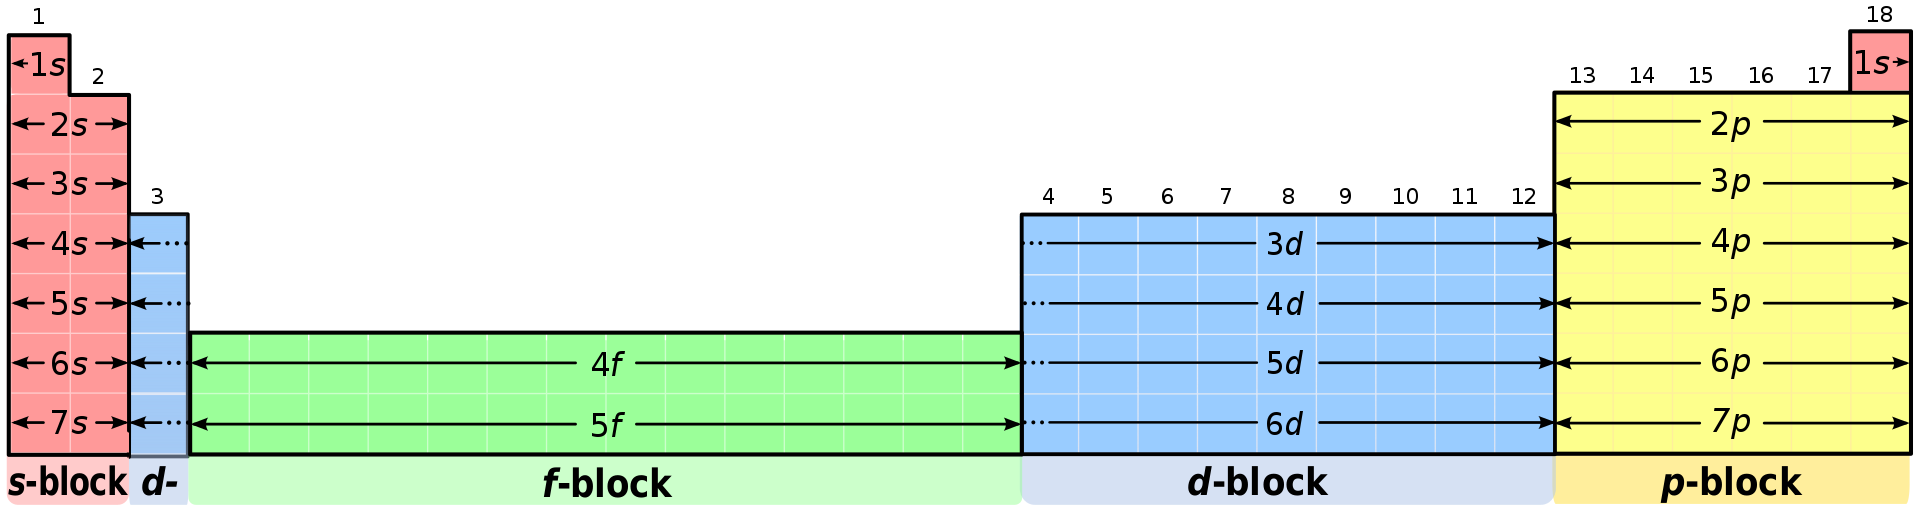 1 18
1s 2 13 14 15 16 17 1s
2s 2p
3s 3 4 5 6 7 8 9 10 11 12 3p
4s ... ... 3d 4p
5s ... ... 4d 5p
6s ... 4f ... 5d 6p
7s ... 5f ... 6d 7p
s-block d- f-block d-block p-block